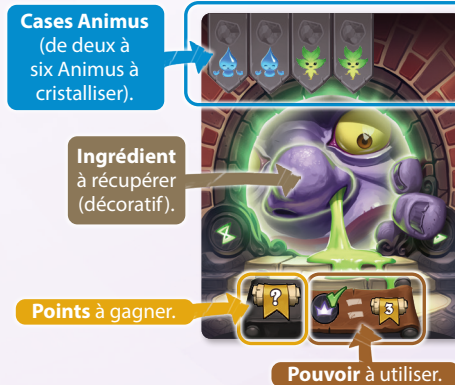 Cases Animus
(de deux à
six Animus à
cristalliser).
Ingrédient
à récupérer
(décoratif).
Points à gagner.
?
=
3
Pouvoir à utiliser.